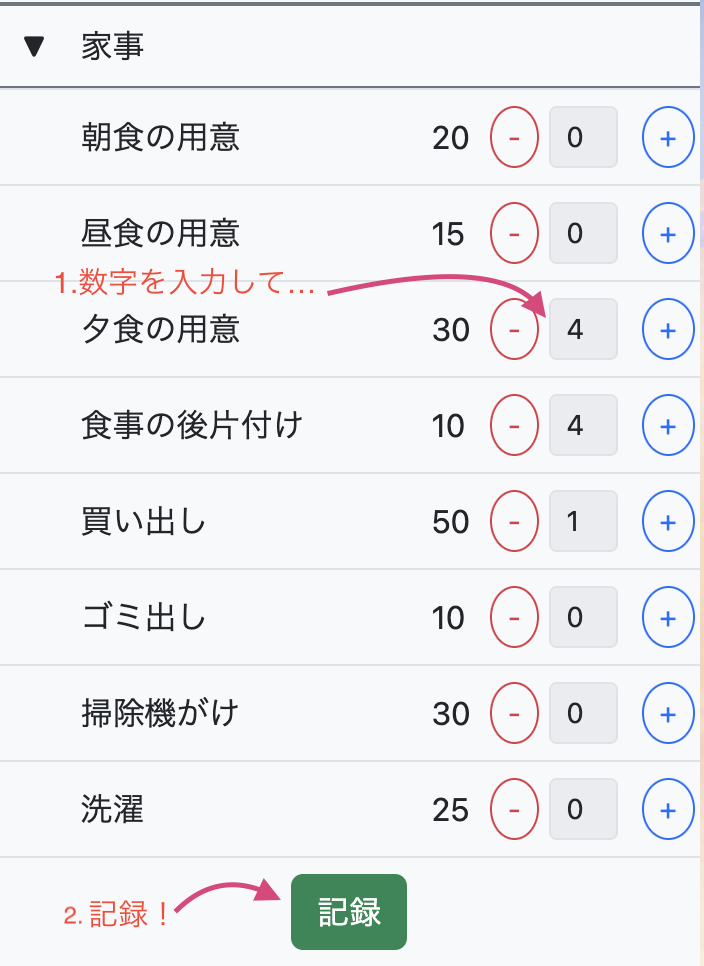 ▼ 家事
朝食の用意 20 - 0 +
昼食の用意 15 - 0 +
1.数字を入力して...
夕食の用意 30 - 4 +
食事の後片付け 10 - 4 +
買い出し 50 - 1 +
ゴミ出し 10 - 0 +
掃除機がけ 30 - 0 +
洗濯 25 - 0 +
2. 記録！ 記録